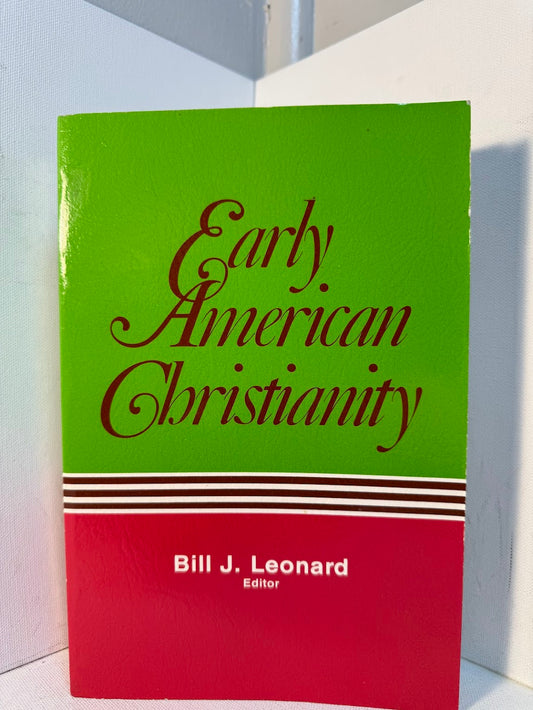 Early
American
Christianity
Bill J. Leonard
Editor